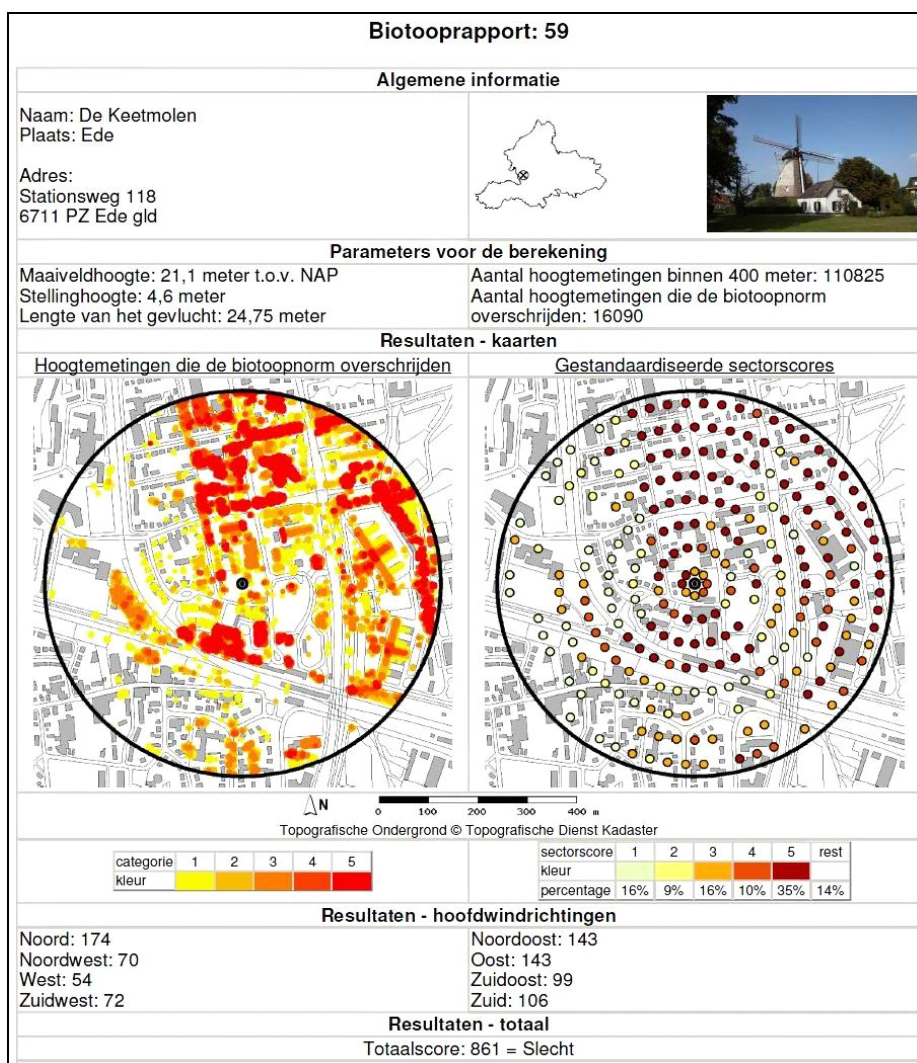 Biotooprapport: 59
Algemene informatie
Naam: De Keetmolen
Plaats: Ede
Adres:
Stationsweg 118
6711 PZ Ede gld
Parameters voor de berekening
Maaiveldhoogte: 21,1 meter t.o.v. NAP
Stellinghoogte: 4,6 meter
Lengte van het gevlucht: 24,75 meter
Aantal hoogtemetingen binnen 400 meter: 110825
Aantal hoogtemetingen die de biotoopnorm
overschrijden: 16090
Resultaten - kaarten
Hoogtemetingen die de biotoopnorm overschrijden
Gestandaardiseerde sectorscores
N
0 100 200 300 400 m
Topografische Ondergrond © Topografische Dienst Kadaster
categorie 1 2 3 4 5
kleur
sectorscore 1 2 3 4 5 rest
kleur
percentage 16% 9% 16% 10% 35% 14%
Resultaten - hoofdwindrichtingen
Noord: 174
Noordwest: 70
West: 54
Zuidwest: 72
Noordoost: 143
Oost: 143
Zuidoost: 99
Zuid: 106
Resultaten - totaal
Totaalscore: 861 = Slecht